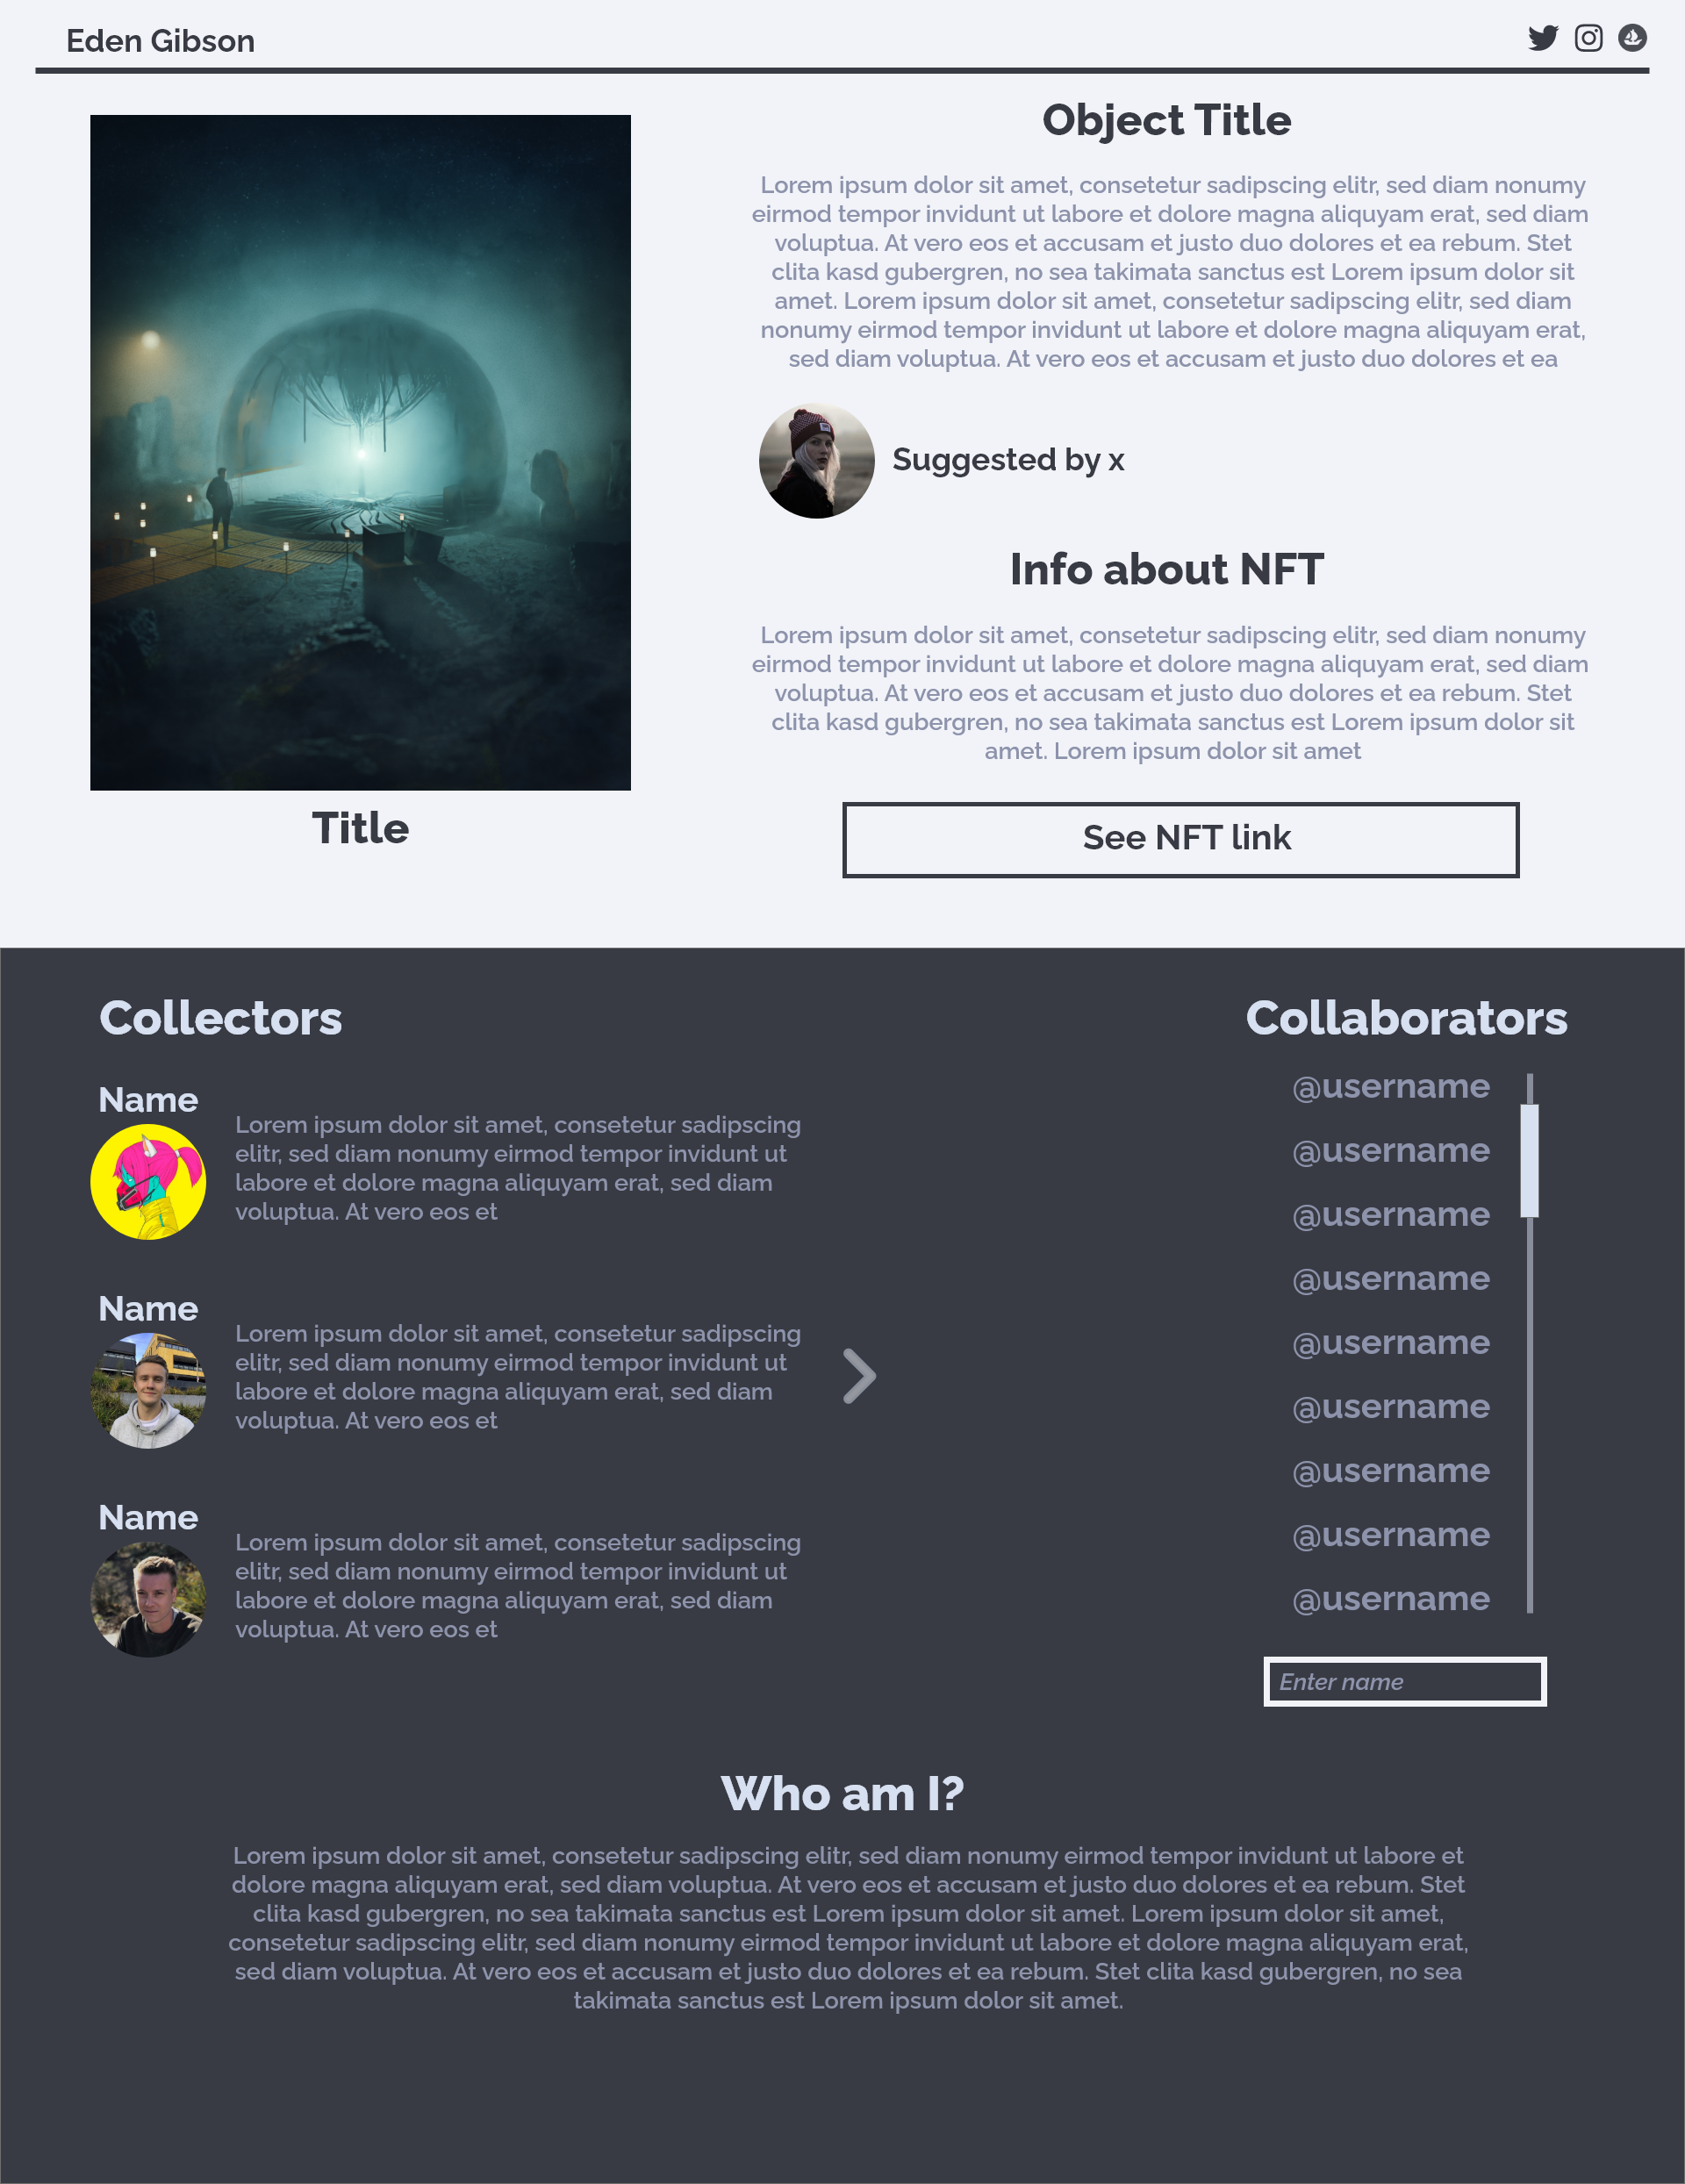 Eden Gibson
Object Title
Lorem ipsum dolor sit amet, consetetur sadipscing elitr, sed diam nonumy
eirmod tempor invidunt ut labore et dolore magna aliquyam erat, sed diam
voluptua. At vero eos et accusam et justo duo dolores et ea rebum. Stet
clita kasd gubergren, no sea takimata sanctus est Lorem ipsum dolor sit
amet. Lorem ipsum dolor sit amet, consetetur sadipscing elitr, sed diam
nonumy eirmod tempor invidunt ut labore et dolore magna aliquyam erat,
sed diam voluptua. At vero eos et accusam et justo duo dolores et ea
Suggested by x
Info about NFT
Lorem ipsum dolor sit amet, consetetur sadipscing elitr, sed diam nonumy
eirmod tempor invidunt ut labore et dolore magna aliquyam erat, sed diam
voluptua. At vero eos et accusam et justo duo dolores et ea rebum. Stet
clita kasd gubergren, no sea takimata sanctus est Lorem ipsum dolor sit
amet. Lorem ipsum dolor sit amet
Title
See NFT link
Collectors
Name
Lorem ipsum dolor sit amet, consetetur sadipscing
elitr, sed diam nonumy eirmod tempor invidunt ut
labore et dolore magna aliquyam erat, sed diam
voluptua. At vero eos et
Name
Lorem ipsum dolor sit amet, consetetur sadipscing
elitr, sed diam nonumy eirmod tempor invidunt ut
labore et dolore magna aliquyam erat, sed diam
voluptua. At vero eos et
Name
Lorem ipsum dolor sit amet, consetetur sadipscing
elitr, sed diam nonumy eirmod tempor invidunt ut
labore et dolore magna aliquyam erat, sed diam
voluptua. At vero eos et
Collaborators
@username
@username
@username
@username
@username
@username
@username
@username
@username
Enter name
Who am I?
Lorem ipsum dolor sit amet, consetetur sadipscing elitr, sed diam nonumy eirmod tempor invidunt ut labore et
dolore magna aliquyam erat, sed diam voluptua. At vero eos et accusam et justo duo dolores et ea rebum. Stet
clita kasd gubergren, no sea takimata sanctus est Lorem ipsum dolor sit amet. Lorem ipsum dolor sit amet,
consetetur sadipscing elitr, sed diam nonumy eirmod tempor invidunt ut labore et dolore magna aliquyam erat,
sed diam voluptua. At vero eos et accusam et justo duo dolores et ea rebum. Stet clita kasd gubergren, no sea
takimata sanctus est Lorem ipsum dolor sit amet.